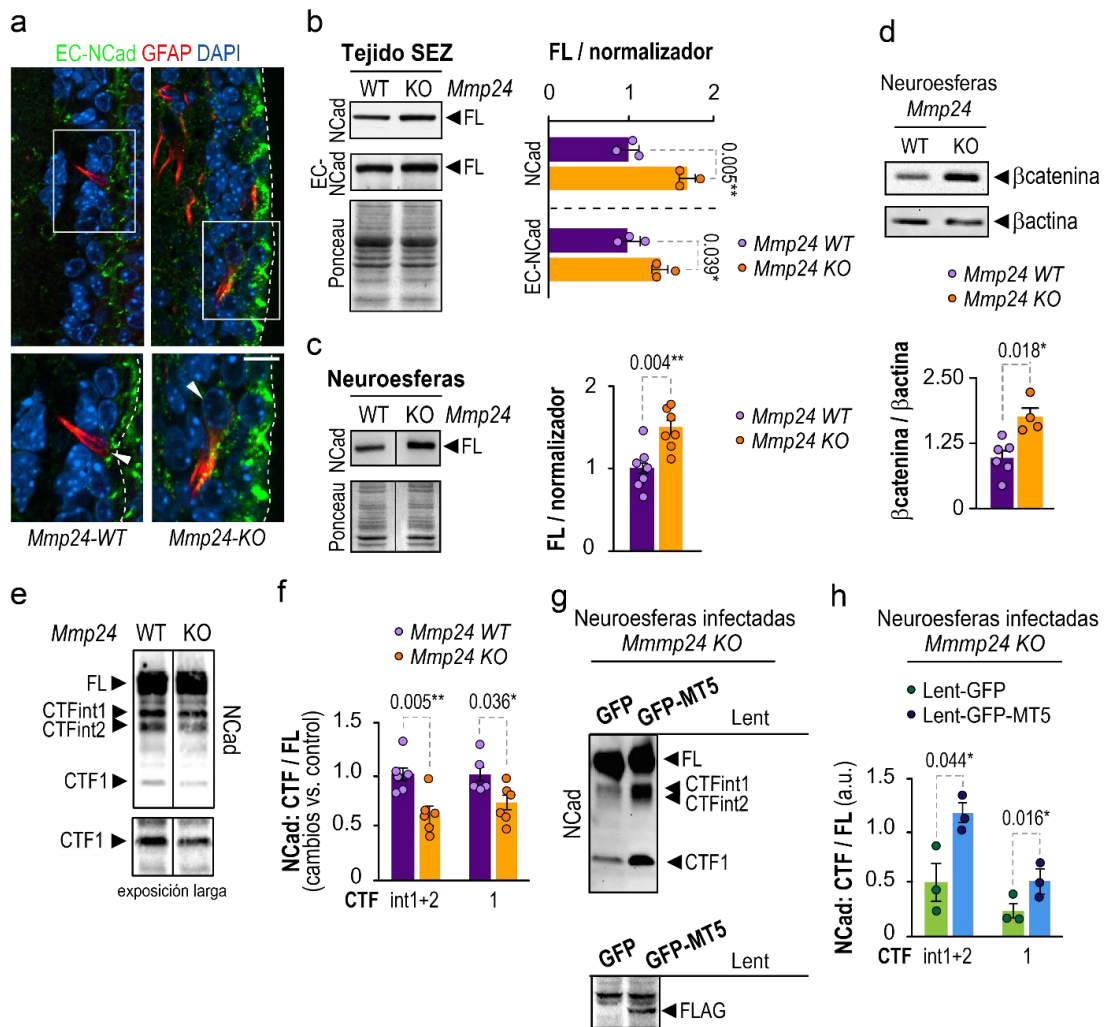 a
EC-NCad GFAP DAPI
Mmp24-WT
Mmp24-KO
b
Tejido SEZ
WT KO Mmp24
NCad
FL
EC-NCad
FL
Ponceau
FL / normalizador
0 1 2
NCad
0.005**
EC-NCad
0.039*
Mmp24 WT
Mmp24 KO
c
Neuroesferas
WT KO Mmp24
NCad
FL
Ponceau
FL / normalizador
2
1
0
0.004**
Mmp24 WT
Mmp24 KO
d
Neuroesferas
Mmp24
WT KO
βcatenina
βactina
Mmp24 WT
Mmp24 KO
βcatenina / βactina
2.50
1.25
0
0.018*
e
Mmp24 WT KO
FL
CTFint1
CTFint2
CTF1
NCad
CTF1
exposición larga
f
Mmp24 WT
Mmp24 KO
NCad: CTF / FL
(cambios vs. control)
1.5
1.0
0.5
0
0.005**
0.036*
CTF int1+2 1
g
Neuroesferas infectadas
Mmmp24 KO
GFP
GFP-MT5
Lent
NCad
FL
CTFint1
CTFint2
CTF1
GFP
GFP-MT5
Lent
FLAG
h
Neuroesferas infectadas
Mmmp24 KO
Lent-GFP
Lent-GFP-MT5
NCad: CTF / FL (a.u.)
1.5
1.0
0.5
0
0.044*
0.016*
CTF int1+2 1